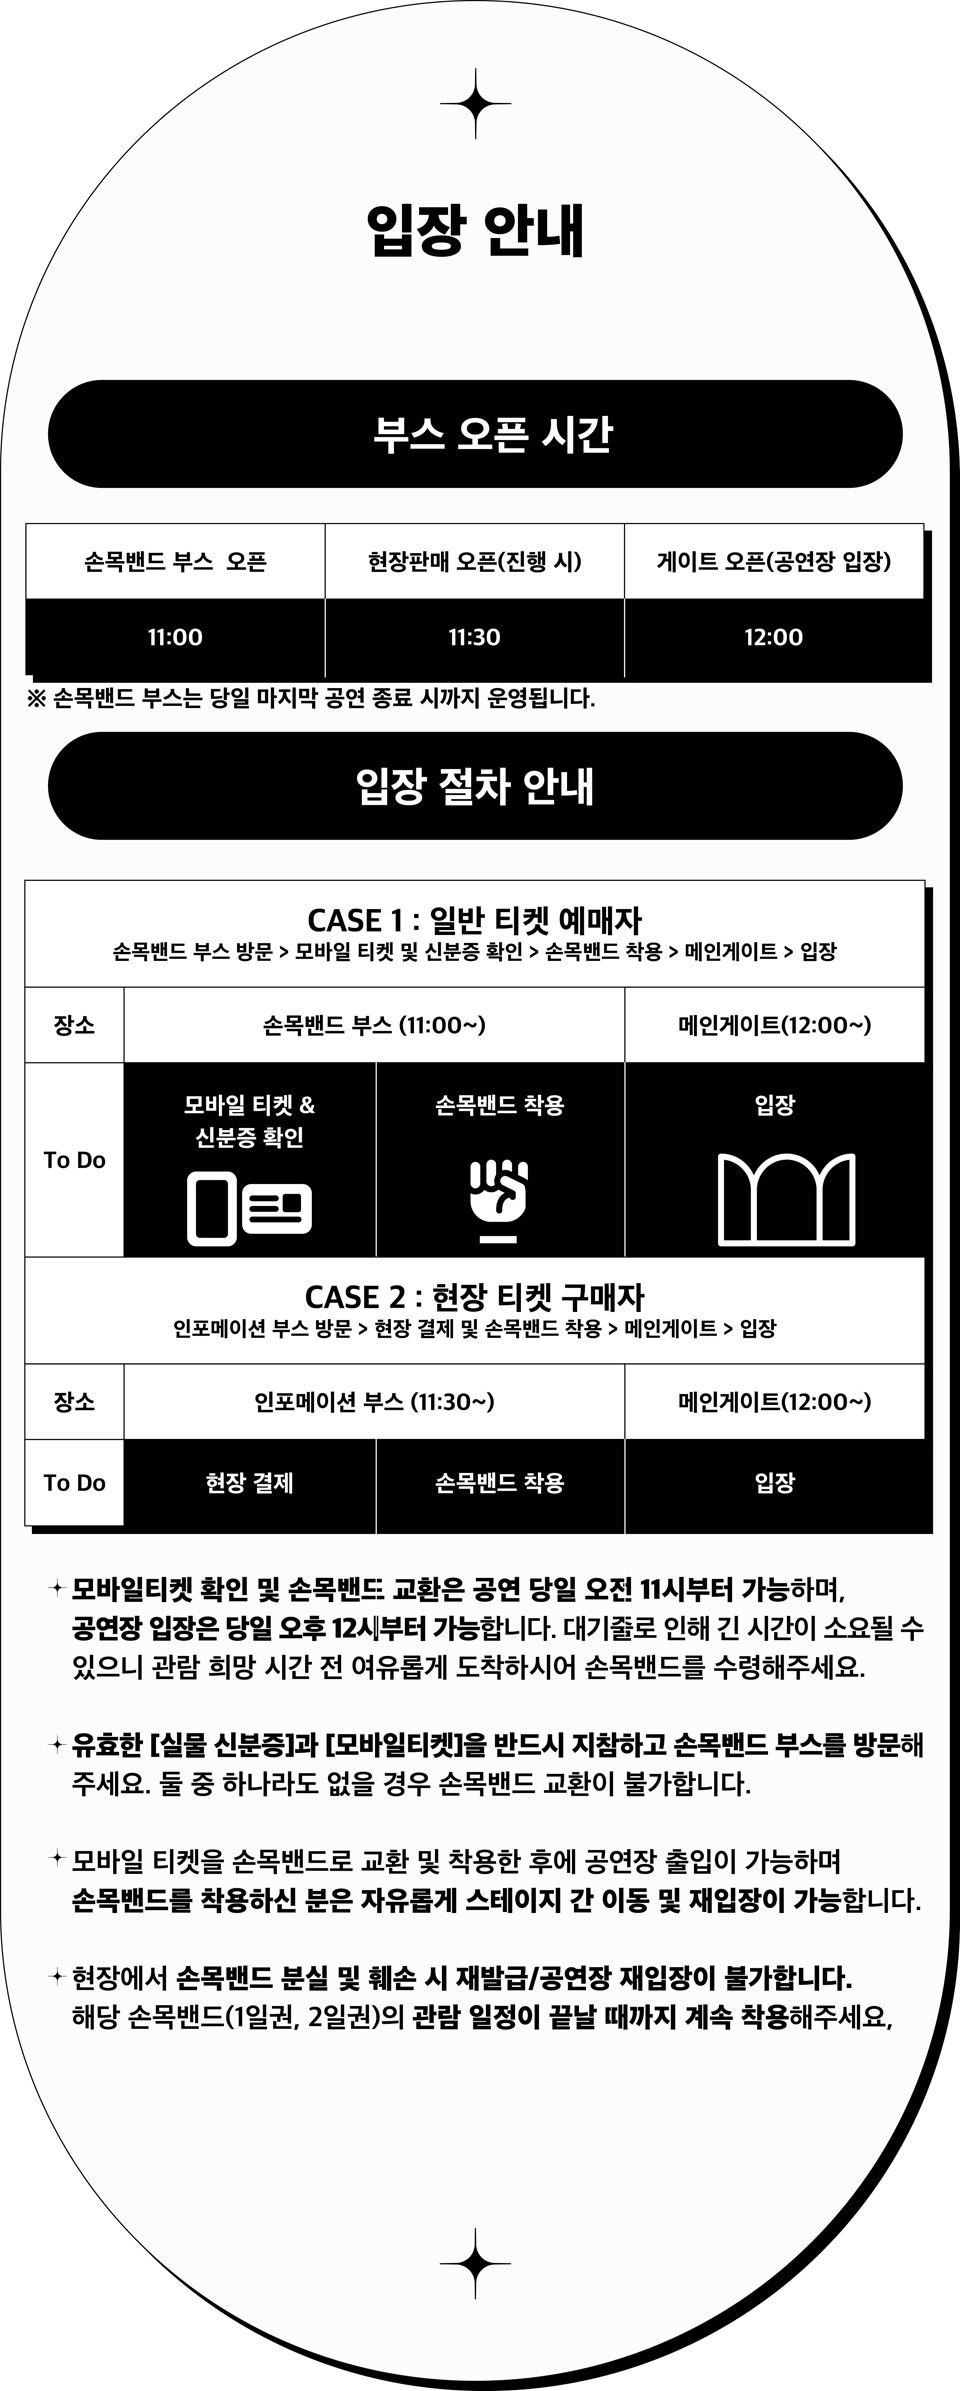 입장 안내
부스 오픈 시간
손목밴드 부스 오픈
현장판매 오픈(진행 시)
게이트 오픈(공연장 입장)
11:00
11:30
12:00
※ 손목밴드 부스는 당일 마지막 공연 종료 시까지 운영됩니다.
입장 절차 안내
CASE 1 : 일반 티켓 예매자
손목밴드 부스 방문 > 모바일 티켓 및 신분증 확인 > 손목밴드 착용 > 메인게이트 > 입장
장소
손목밴드 부스 (11:00~)
메인게이트(12:00~)
To Do
모바일 티켓 &
신분증 확인
손목밴드 착용
입장
CASE 2 : 현장 티켓 구매자
인포메이션 부스 방문 > 현장 결제 및 손목밴드 착용 > 메인게이트 > 입장
장소
인포메이션 부스 (11:30~)
메인게이트(12:00~)
To Do
현장 결제
손목밴드 착용
입장
모바일티켓 확인 및 손목밴드 교환은 공연 당일 오전 11시부터 가능하며,
공연장 입장은 당일 오후 12시부터 가능합니다. 대기줄로 인해 긴 시간이 소요될 수
있으니 관람 희망 시간 전 여유롭게 도착하시어 손목밴드를 수령해주세요.
유효한 [실물 신분증]과 [모바일티켓]을 반드시 지참하고 손목밴드 부스를 방문해
주세요. 둘 중 하나라도 없을 경우 손목밴드 교환이 불가합니다.
모바일 티켓을 손목밴드로 교환 및 착용한 후에 공연장 출입이 가능하며
손목밴드를 착용하신 분은 자유롭게 스테이지 간 이동 및 재입장이 가능합니다.
현장에서 손목밴드 분실 및 훼손 시 재발급/공연장 재입장이 불가합니다.
해당 손목밴드(1일권, 2일권)의 관람 일정이 끝날 때까지 계속 착용해주세요,